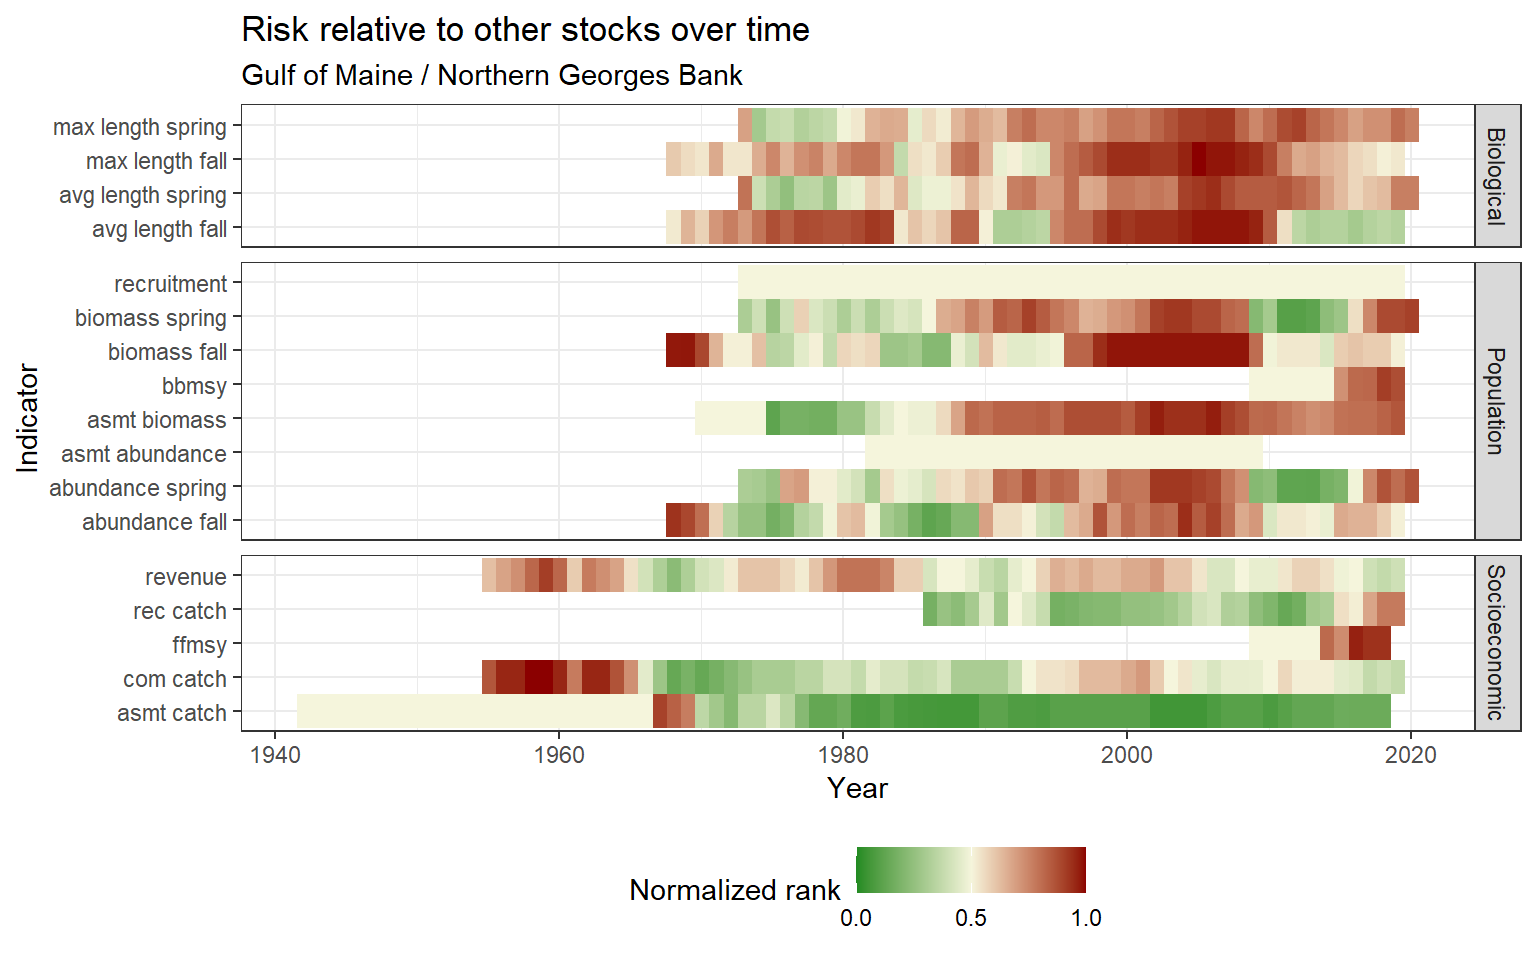 Risk relative to other stocks over time
Gulf of Maine / Northern Georges Bank
Indicator
max length spring
max length fall
avg length spring
avg length fall
Biological
recruitment
biomass spring
biomass fall
bbmsy
asmt biomass
asmt abundance
abundance spring
abundance fall
Population
revenue
rec catch
ffmsy
com catch
asmt catch
Socioeconomic
1940 1960 1980 2000 2020
Year
Normalized rank
0.0 0.5 1.0